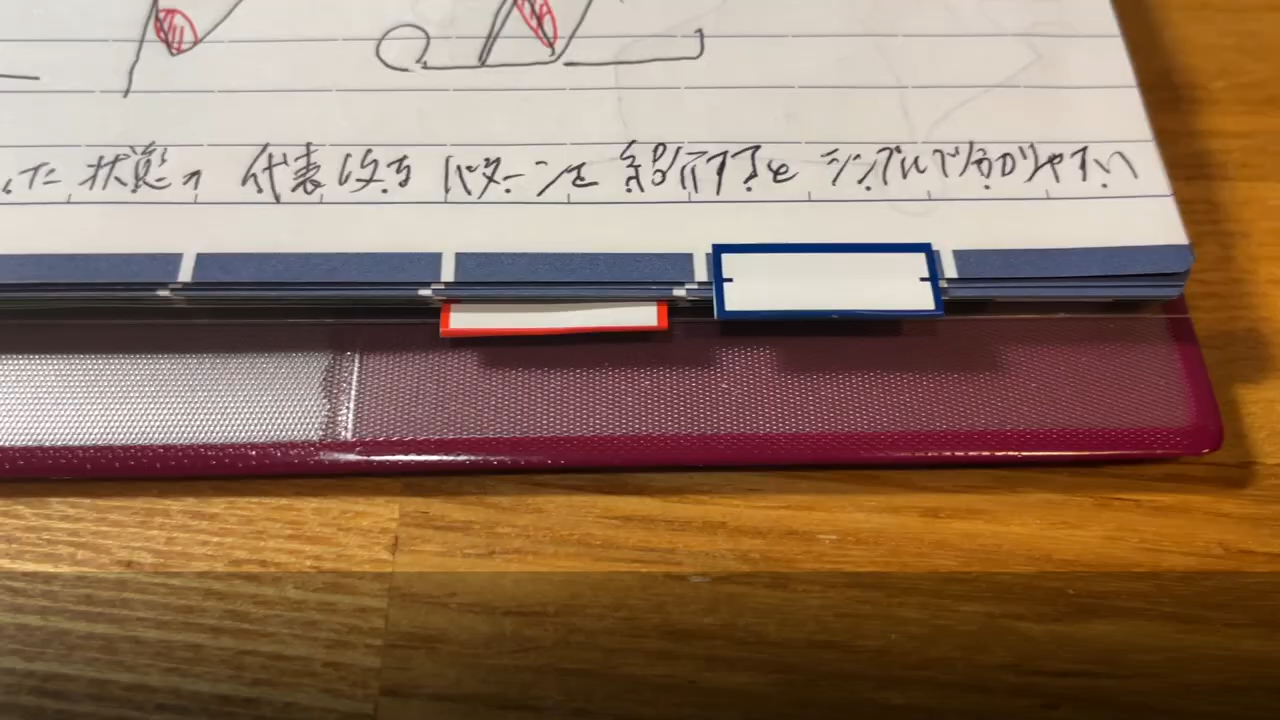 た 状態の 代表的な パターンを 紹介すると シンプルで分かりやすい